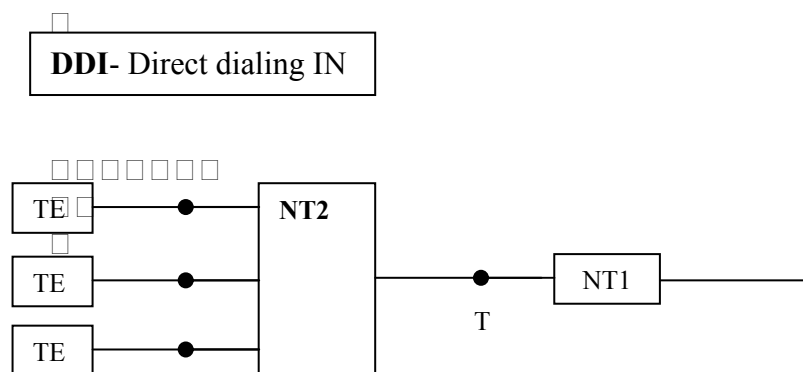 DDI- Direct dialing IN
TE
NT2
TE
NT1
T
TE